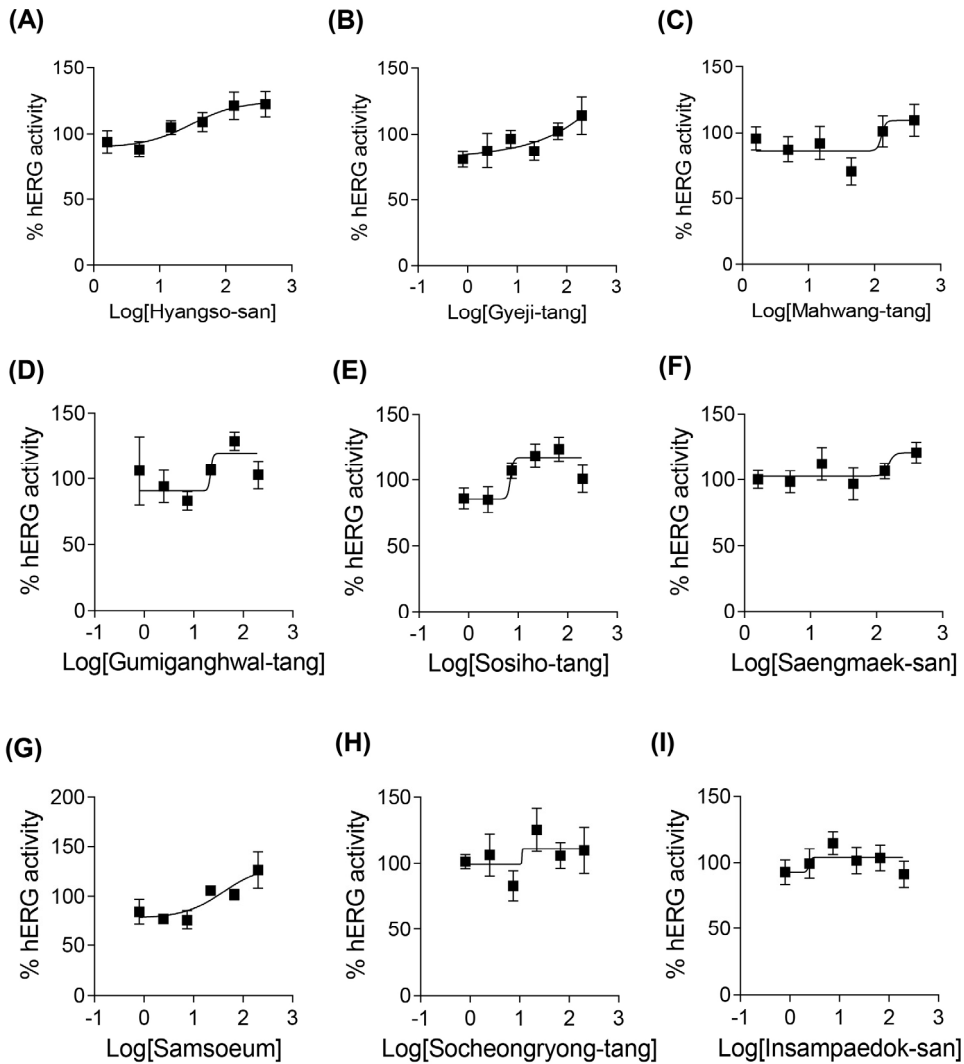 (A)
150
100
50
0
% hERG activity
0 1 2 3
Log[Hyangso-san]
(B)
150
100
50
0
% hERG activity
-1 0 1 2 3
Log[Gyeji-tang]
(C)
150
100
50
0
% hERG activity
0 1 2 3
Log[Mahwang-tang]
(D)
150
100
50
0
% hERG activity
-1 0 1 2 3
Log[Gumiganghwal-tang]
(E)
150
100
50
0
% hERG activity
-1 0 1 2 3
Log[Sosiho-tang]
(F)
150
100
50
0
% hERG activity
0 1 2 3
Log[Saengmaek-san]
(G)
200
150
100
50
0
% hERG activity
-1 0 1 2 3
Log[Samsoeum]
(H)
150
100
50
0
% hERG activity
-1 0 1 2 3
Log[Socheongryong-tang]
(I)
150
100
50
0
% hERG activity
-1 0 1 2 3
Log[Insampaedok-san]